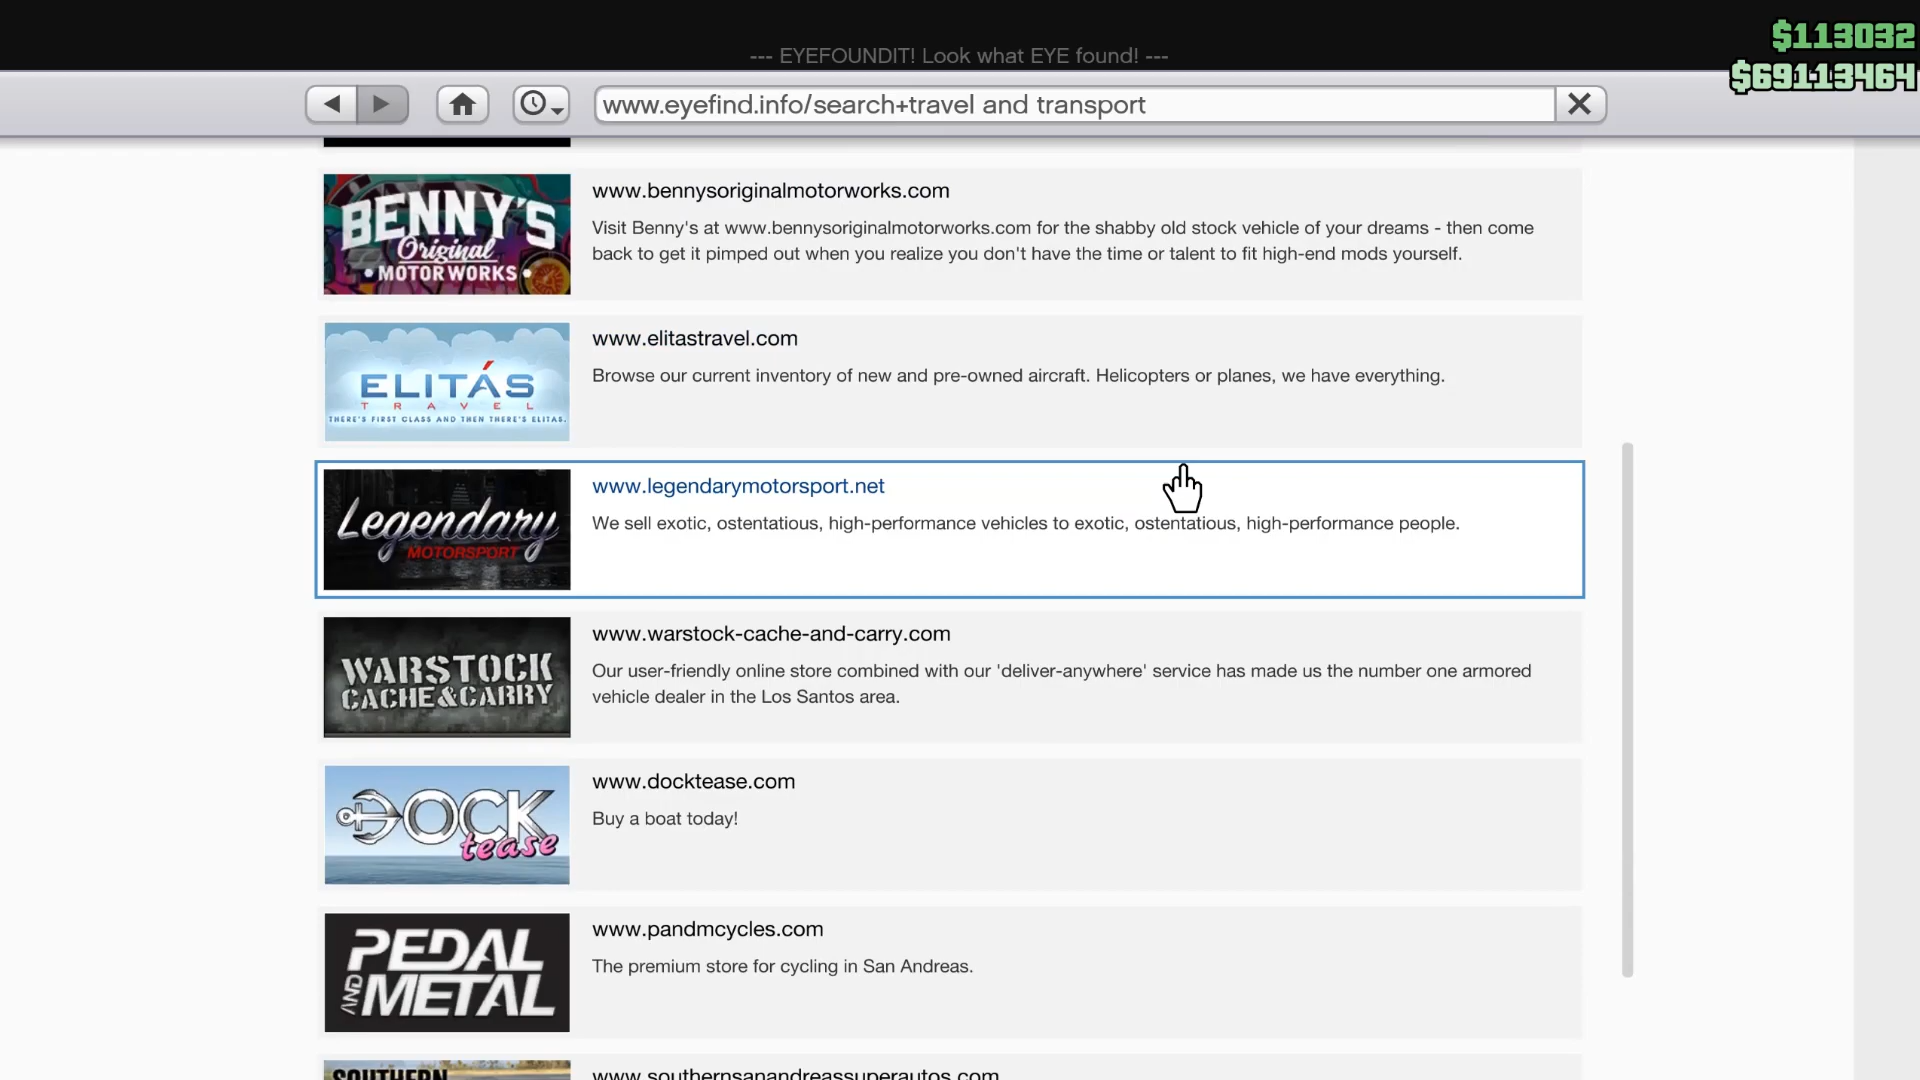 $113032
--- EYEFOUNDIT! Look what EYE found! ---
$69113464
www.eyefind.info/search+travel and transport
BENNY'S
Original
MOTORWORKS
www.bennysoriginalmotorworks.com
Visit Benny's at www.bennysoriginalmotorworks.com for the shabby old stock vehicle of your dreams - then come
back to get it pimped out when you realize you don't have the time or talent to fit high-end mods yourself.
ELITÁS
TRAVEL
THERE'S FIRST CLASS AND THEN THERE'S ELITAS.
www.elitastravel.com
Browse our current inventory of new and pre-owned aircraft. Helicopters or planes, we have everything.
Legendary
MOTORSPORT
www.legendarymotorsport.net
We sell exotic, ostentatious, high-performance vehicles to exotic, ostentatious, high-performance people.
WARSTOCK
CACHE&CARRY
www.warstock-cache-and-carry.com
Our user-friendly online store combined with our 'deliver-anywhere' service has made us the number one armored
vehicle dealer in the Los Santos area.
DOCK
tease
www.docktease.com
Buy a boat today!
PEDAL
AND METAL
www.pandmcycles.com
The premium store for cycling in San Andreas.
SOUTHERN
www.southernsanandreassuperautos.com